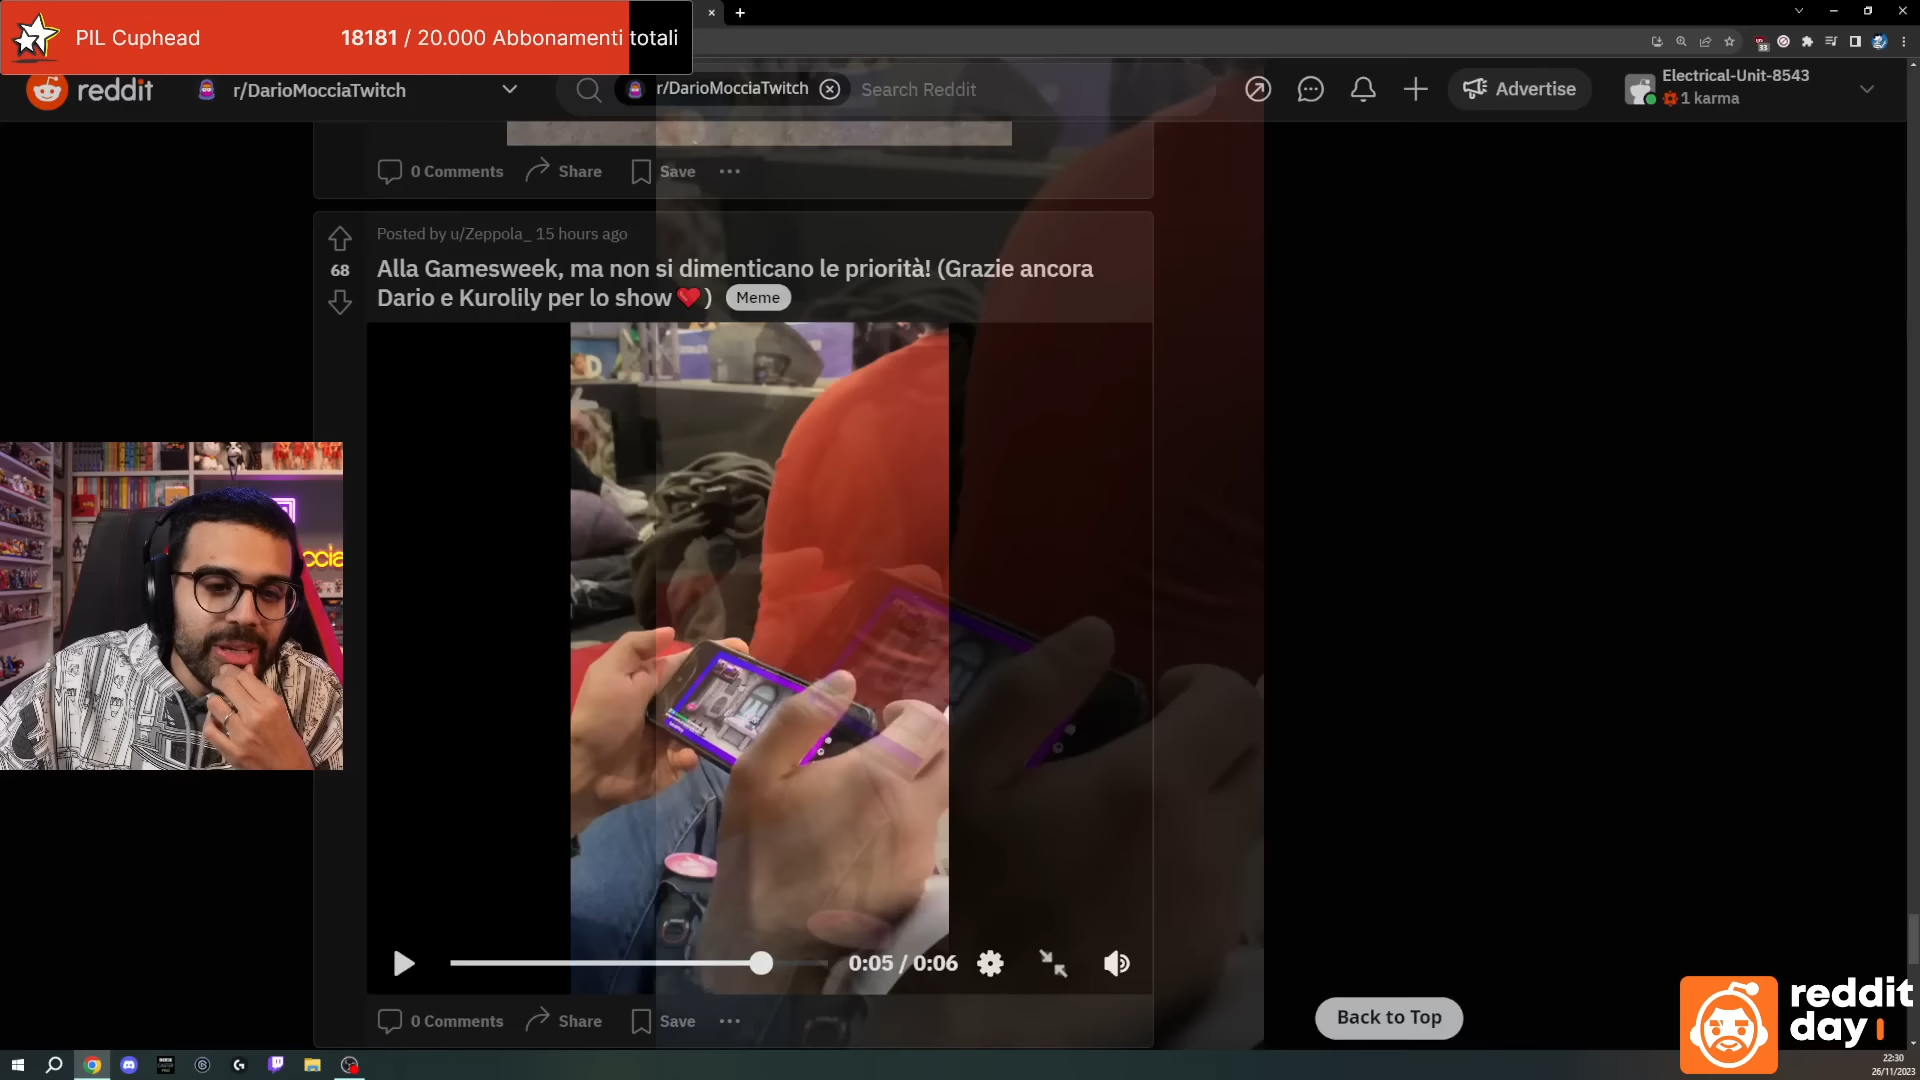 PIL Cuphead 18181 / 20.000 Abbonamenti totali
reddit r/DarioMocciaTwitch r/DarioMocciaTwitch Search Reddit Advertise Electrical-Unit-8543
1 karma
0 Comments Share Save
Posted by u/Zeppola_ 15 hours ago
68
Alla Gamesweek, ma non si dimenticano le priorità! (Grazie ancora
Dario e Kurolily per lo show❤️) Meme
0:05 / 0:06
0 Comments Share Save
Back to Top
reddit
day
22:30
26/11/2023